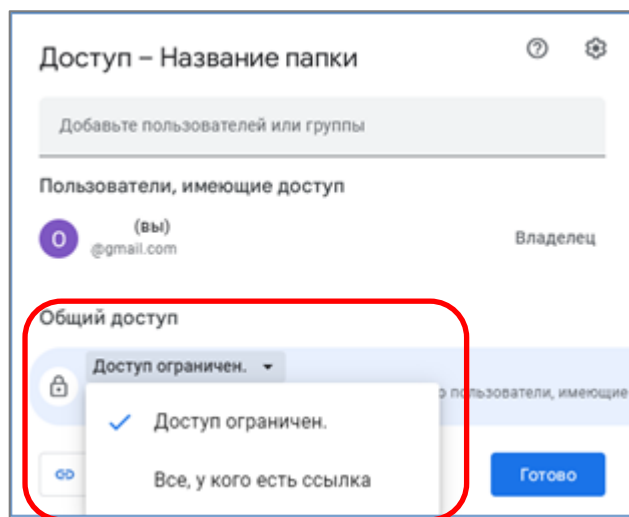 Доступ – Название папки
Добавьте пользователей или группы
Пользователи, имеющие доступ
О
(вы)
@gmail.com
Владелец
Общий доступ
Доступ ограничен.
пользователи, имеющие
Доступ ограничен.
Все, у кого есть ссылка
Готово